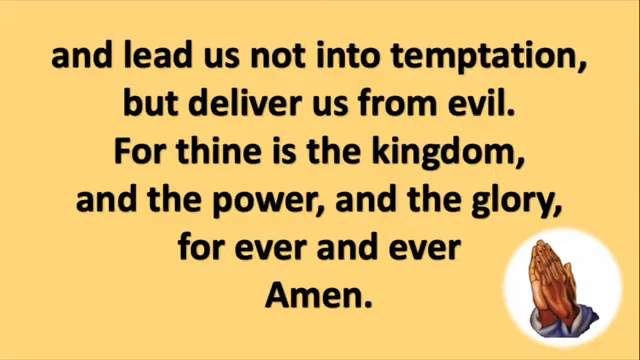 and lead us not into temptation,
but deliver us from evil.
For thine is the kingdom,
and the power, and the glory,
for ever and ever
Amen.